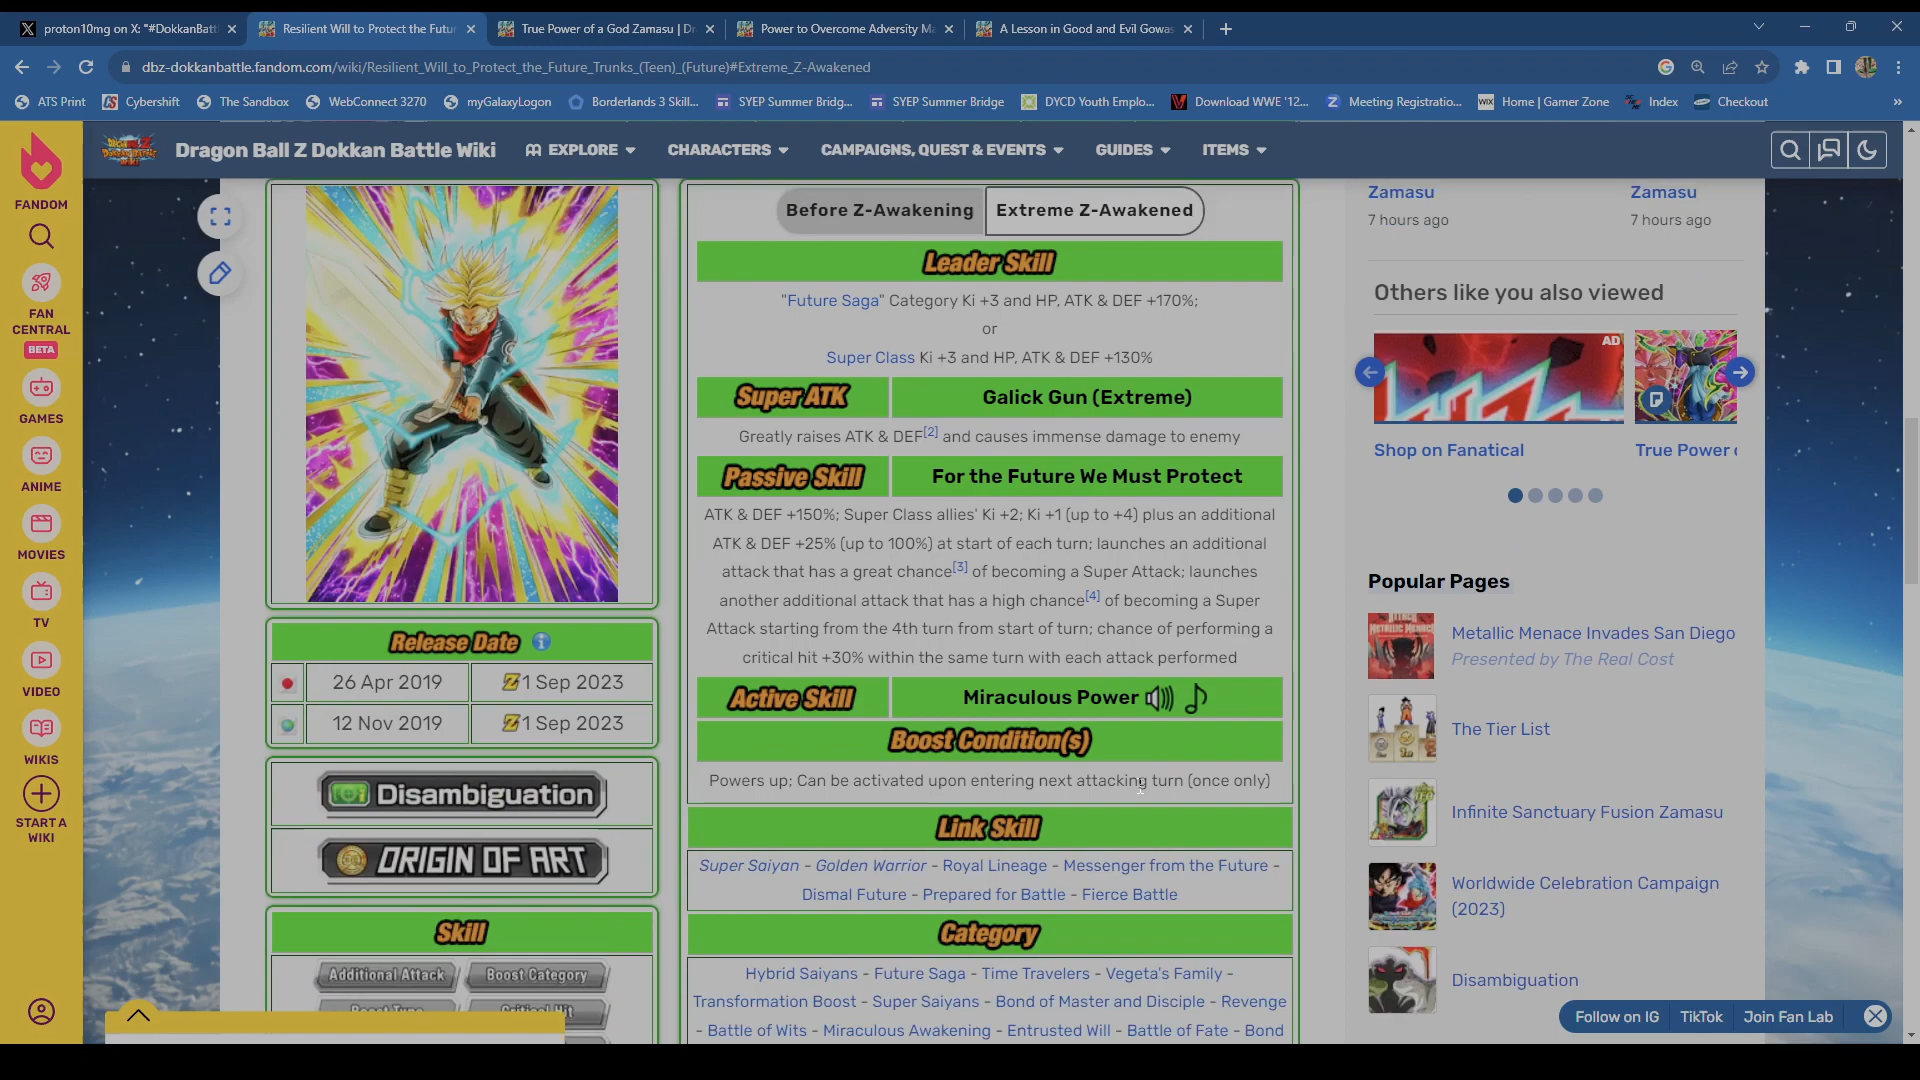 proton10mg on X: "#DokkanBatt
Resilient Will to Protect the Futur
True Power of a God Zamasu | Dr
Power to Overcome Adversity Ma
A Lesson in Good and Evil Gowas
dbz-dokkanbattle.fandom.com/wiki/Resilient_Will_to_Protect_the_Future_Trunks_(Teen)_(Future)#Extreme_Z-Awakened
ATS Print
Cybershift
The Sandbox
WebConnect 3270
myGalaxyLogon
Borderlands 3 Skill...
SYEP Summer Bridg...
SYEP Summer Bridge
DYCD Youth Emplo...
Download WWE '12...
Meeting Registratio...
WIX
Home | Gamer Zone
Index
Checkout
Dragon Ball Z Dokkan Battle Wiki
EXPLORE
CHARACTERS
CAMPAIGNS, QUEST & EVENTS
GUIDES
ITEMS
FANDOM
FAN
CENTRAL
BETA
GAMES
ANIME
MOVIES
TV
VIDEO
WIKIS
START A
WIKI
Before Z-Awakening
Extreme Z-Awakened
Leader Skill
"Future Saga" Category Ki +3 and HP, ATK & DEF +170%;
or
Super Class Ki +3 and HP, ATK & DEF +130%
Super ATK
Galick Gun (Extreme)
Greatly raises ATK & DEF[2] and causes immense damage to enemy
Passive Skill
For the Future We Must Protect
ATK & DEF +150%; Super Class allies' Ki +2; Ki +1 (up to +4) plus an additional
ATK & DEF +25% (up to 100%) at start of each turn; launches an additional
attack that has a great chance[3] of becoming a Super Attack; launches
another additional attack that has a high chance[4] of becoming a Super
Attack starting from the 4th turn from start of turn; chance of performing a
critical hit +30% within the same turn with each attack performed
Active Skill
Miraculous Power
Boost Condition(s)
Powers up; Can be activated upon entering next attacking turn (once only)
Link Skill
Super Saiyan - Golden Warrior - Royal Lineage - Messenger from the Future -
Dismal Future - Prepared for Battle - Fierce Battle
Category
Hybrid Saiyans - Future Saga - Time Travelers - Vegeta's Family -
Transformation Boost - Super Saiyans - Bond of Master and Disciple - Revenge
- Battle of Wits - Miraculous Awakening - Entrusted Will - Battle of Fate - Bond
Release Date
26 Apr 2019
Z 1 Sep 2023
12 Nov 2019
Z 1 Sep 2023
Disambiguation
ORIGIN OF ART
Skill
Additional Attack
Boost Category
Boost Type
Critical Hit
Zamasu
7 hours ago
Zamasu
7 hours ago
Others like you also viewed
AD
Shop on Fanatical
True Power
Popular Pages
Metallic Menace Invades San Diego
Presented by The Real Cost
The Tier List
Infinite Sanctuary Fusion Zamasu
Worldwide Celebration Campaign
(2023)
Disambiguation
Follow on IG
TikTok
Join Fan Lab